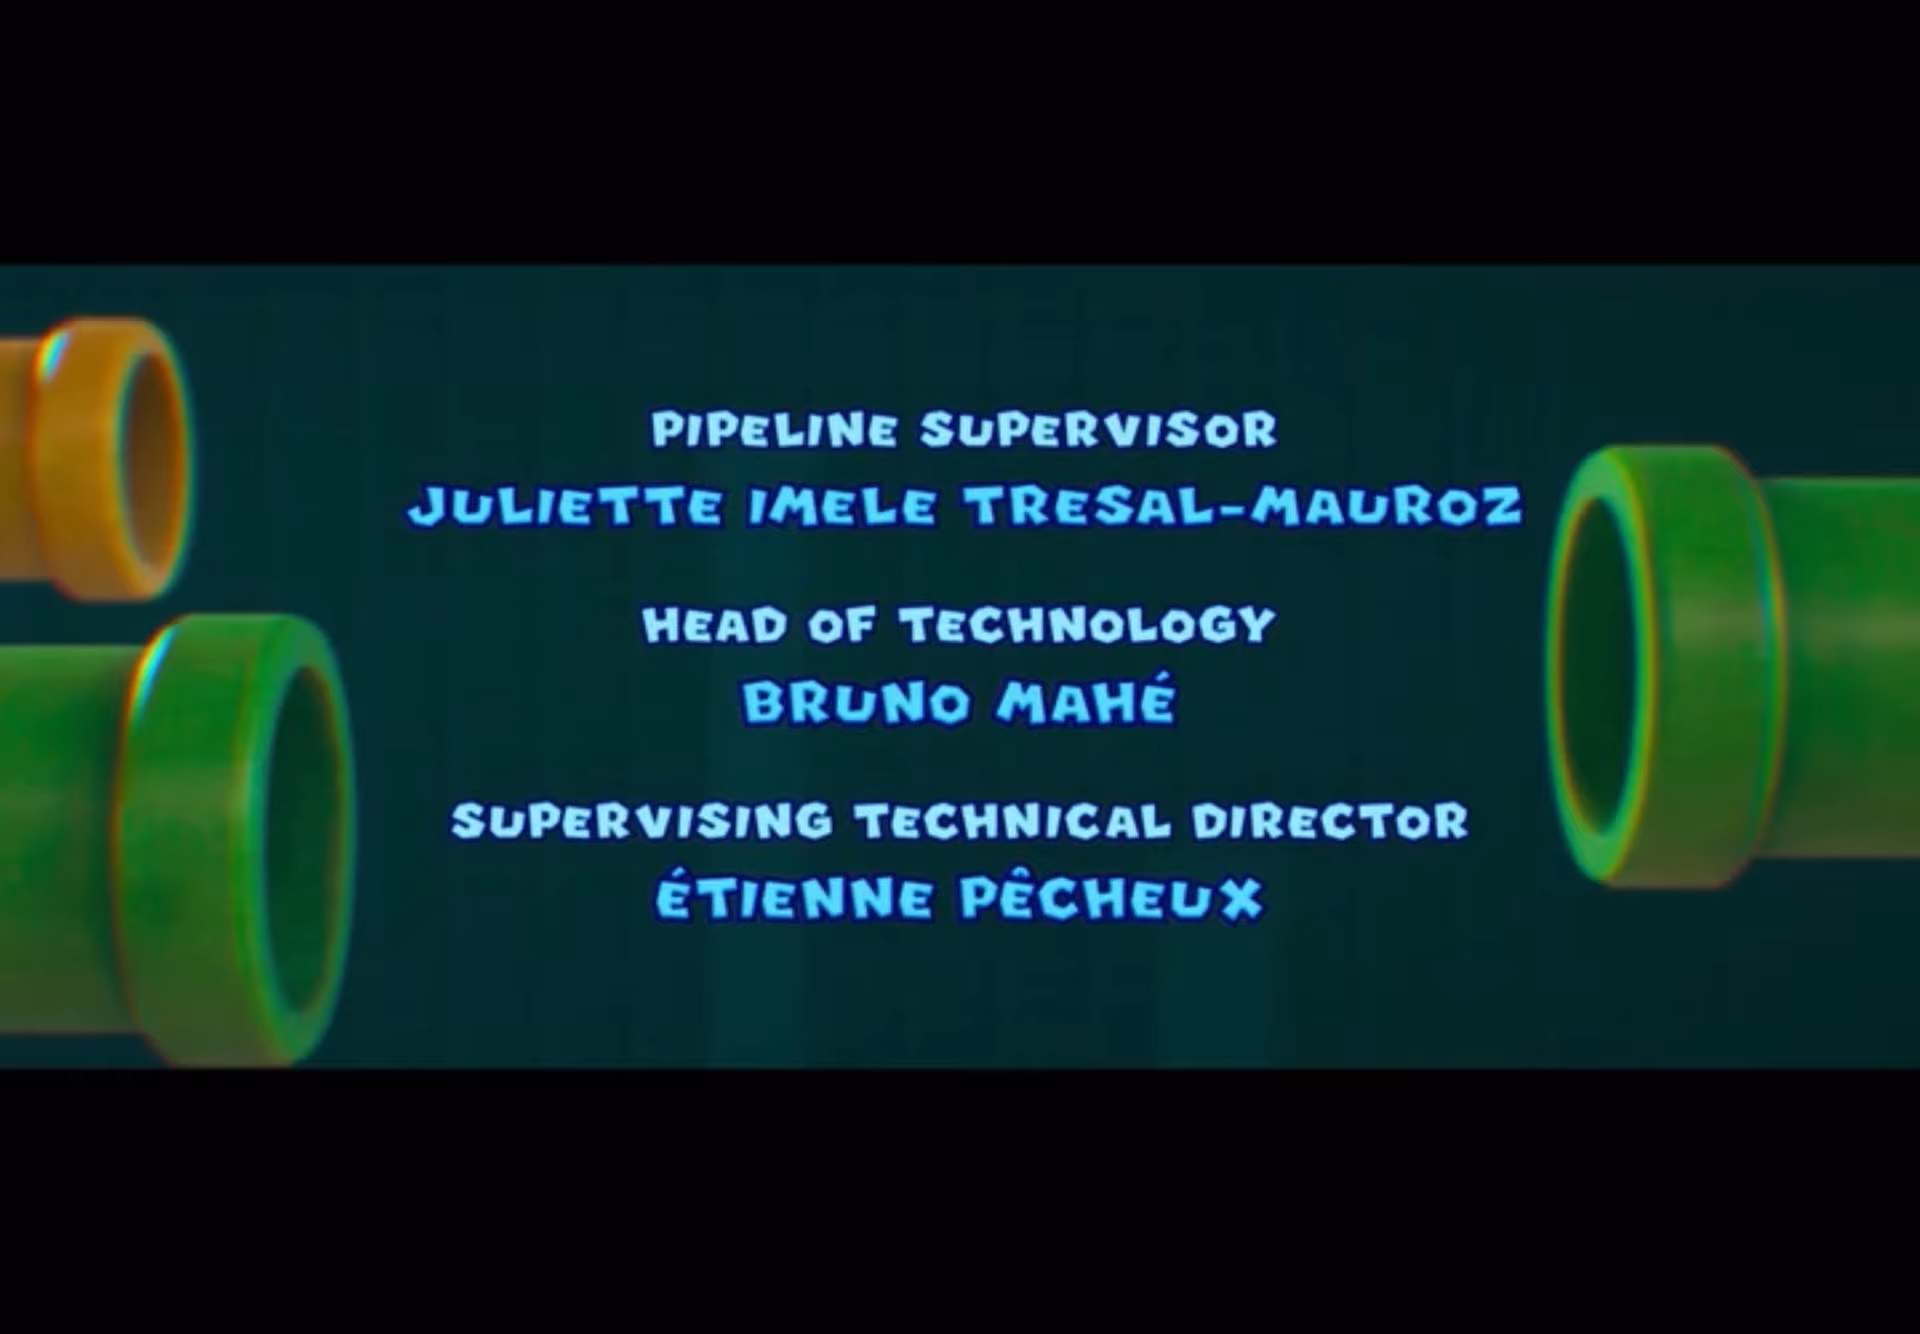 PIPELINE SUPERVISOR
JULIETTE IMELE TRESAL-MAUROZ
HEAD OF TECHNOLOGY
BRUNO MAHÉ
SUPERVISING TECHNICAL DIRECTOR
ÉTIENNE PÊCHEUX